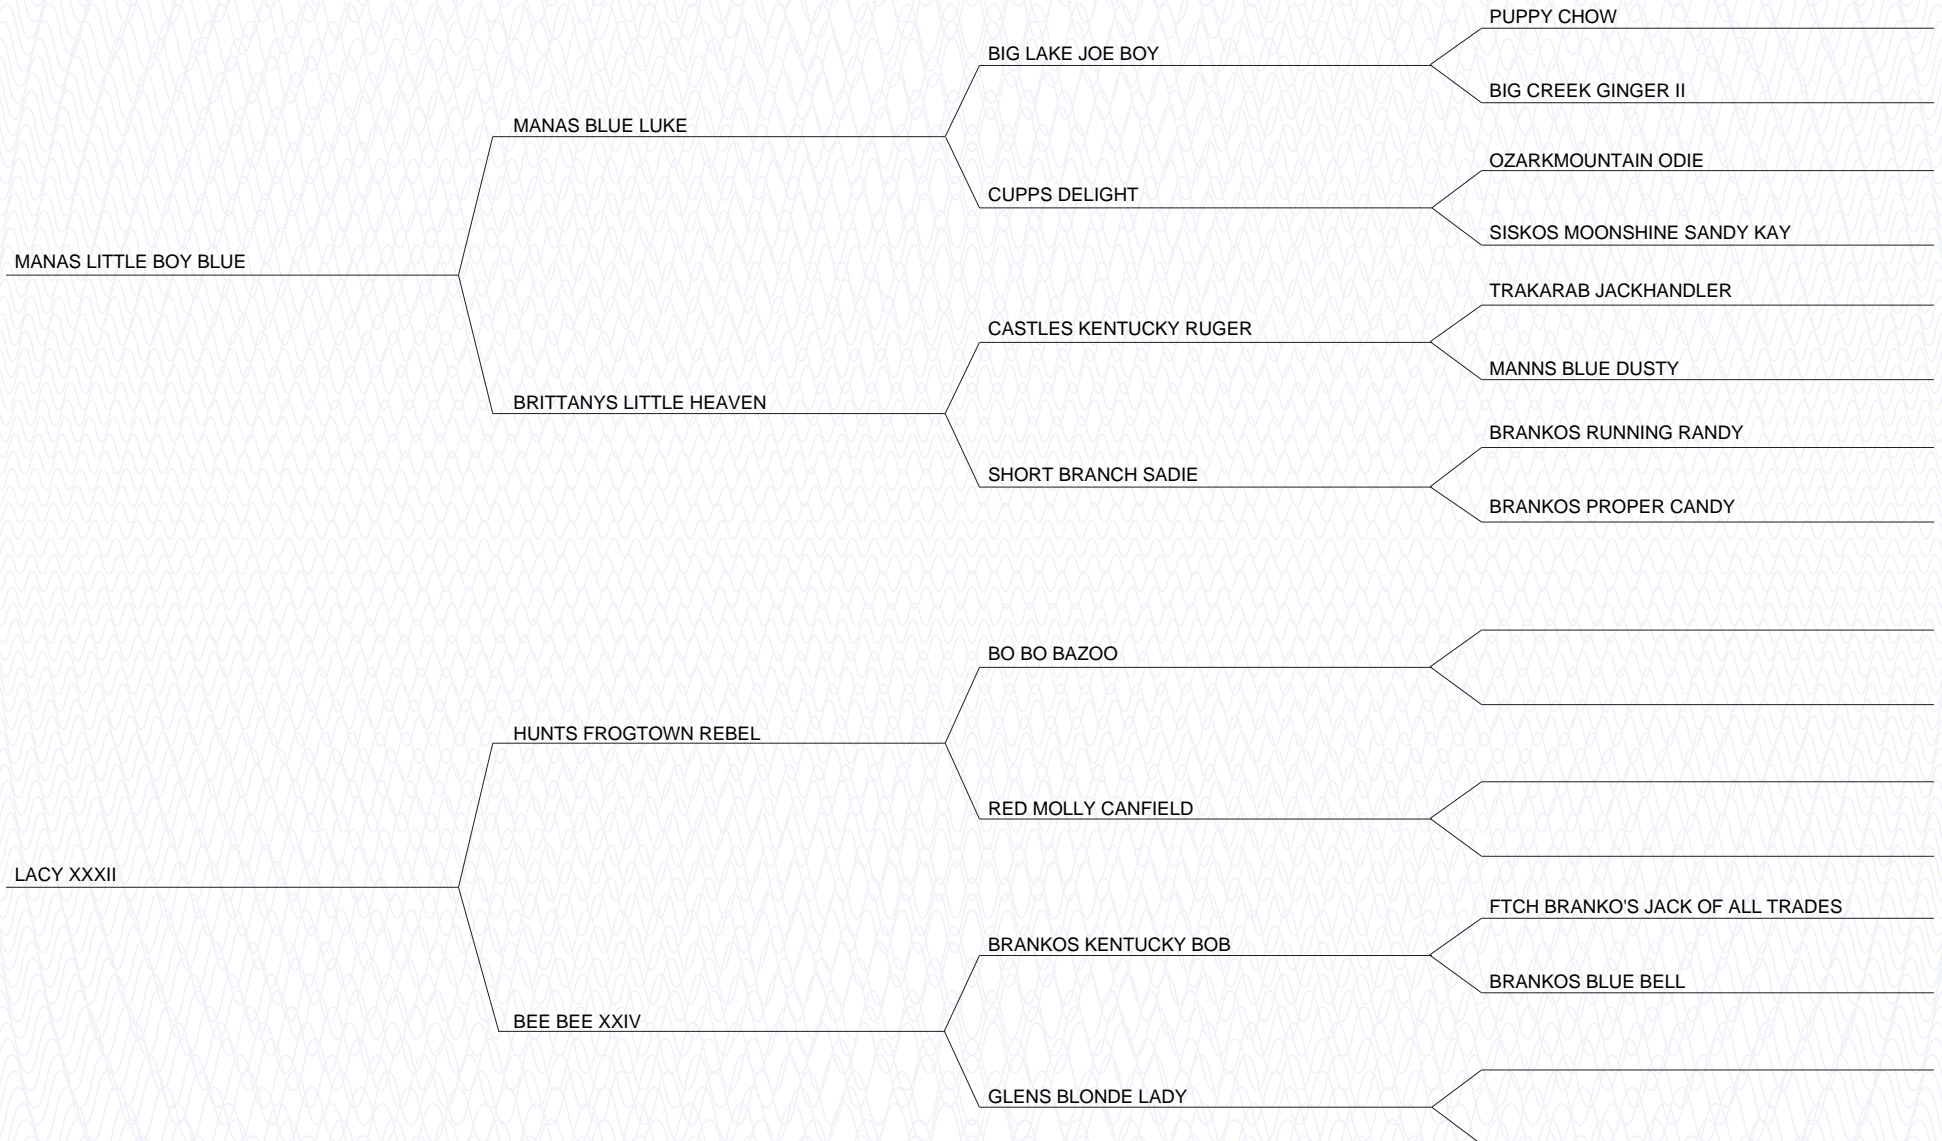 PUPPY CHOW
BIG LAKE JOE BOY
BIG CREEK GINGER II
MANAS BLUE LUKE
OZARKMOUNTAIN ODIE
CUPPS DELIGHT
SISKOS MOONSHINE SANDY KAY
MANAS LITTLE BOY BLUE
TRAKARAB JACKHANDLER
CASTLES KENTUCKY RUGER
MANNS BLUE DUSTY
BRITTANYS LITTLE HEAVEN
BRANKOS RUNNING RANDY
SHORT BRANCH SADIE
BRANKOS PROPER CANDY
BO BO BAZOO
HUNTS FROGTOWN REBEL
RED MOLLY CANFIELD
LACY XXXII
FTCH BRANKO'S JACK OF ALL TRADES
BRANKOS KENTUCKY BOB
BRANKOS BLUE BELL
BEE BEE XXIV
GLENS BLONDE LADY